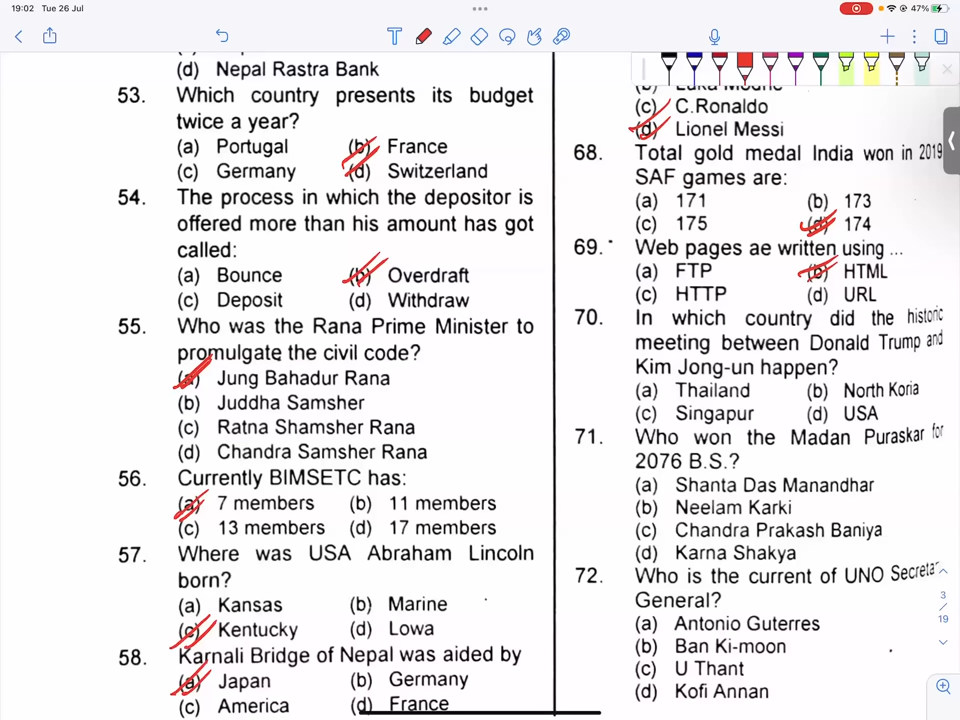 19:02 Tue 26 Jul
47%
(d) Nepal Rastra Bank
53. Which country presents its budget
twice a year?
(a) Portugal (b) France
(c) Germany (d) Switzerland
54. The process in which the depositor is
offered more than his amount has got
called:
(a) Bounce (b) Overdraft
(c) Deposit (d) Withdraw
55. Who was the Rana Prime Minister to
promulgate the civil code?
(a) Jung Bahadur Rana
(b) Juddha Samsher
(c) Ratna Shamsher Rana
(d) Chandra Samsher Rana
56. Currently BIMSETC has:
(a) 7 members (b) 11 members
(c) 13 members (d) 17 members
57. Where was USA Abraham Lincoln
born?
(a) Kansas (b) Marine
(c) Kentucky (d) Lowa
58. Karnali Bridge of Nepal was aided by
(a) Japan (b) Germany
(c) America (d) France
(b) Luka Modric
(c) C.Ronaldo
(d) Lionel Messi
68. Total gold medal India won in 2019
SAF games are:
(a) 171 (b) 173
(c) 175 (d) 174
69. Web pages ae written using ...
(a) FTP (b) HTML
(c) HTTP (d) URL
70. In which country did the historic
meeting between Donald Trump and
Kim Jong-un happen?
(a) Thailand (b) North Koria
(c) Singapur (d) USA
71. Who won the Madan Puraskar for
2076 B.S.?
(a) Shanta Das Manandhar
(b) Neelam Karki
(c) Chandra Prakash Baniya
(d) Karna Shakya
72. Who is the current of UNO Secreta
General?
(a) Antonio Guterres
(b) Ban Ki-moon
(c) U Thant
(d) Kofi Annan
3
/
19